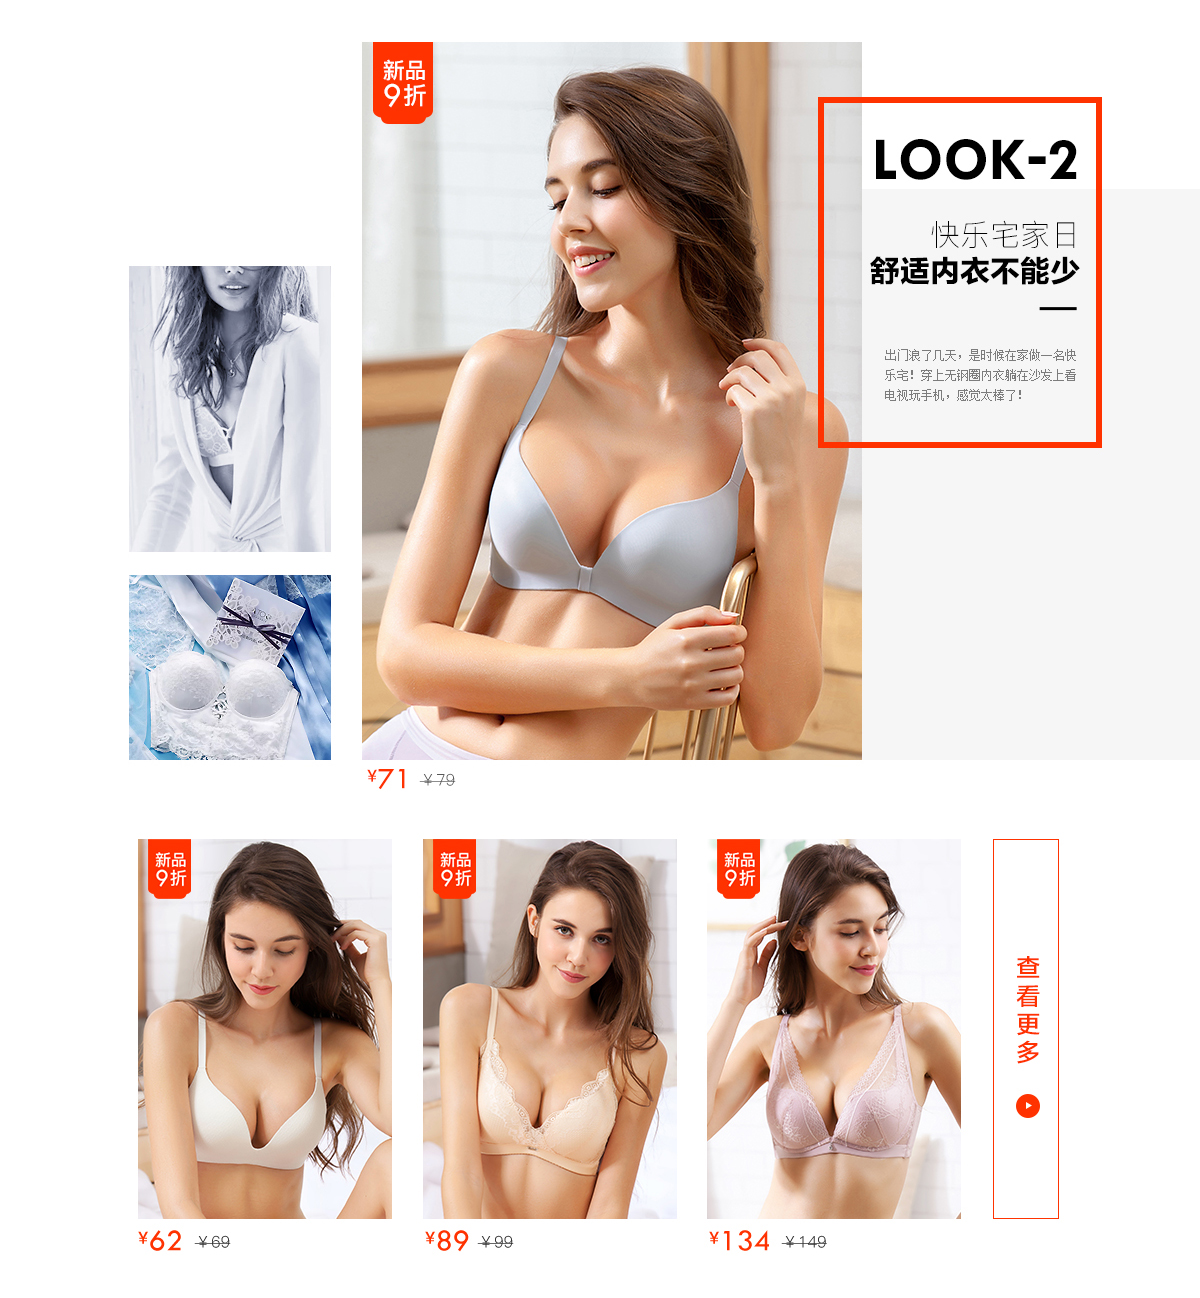 新品
9折
LOOK-2
快乐宅家日
舒适内衣不能少
出门浪了几天，是时候在家做一名快
乐宅！穿上无钢圈内衣躺在沙发上看
电视玩手机，感觉太棒了！
¥71 ¥79
新品
9折
新品
9折
新品
9折
查
看
更
多
¥62 ¥69
¥89 ¥99
¥134 ¥149